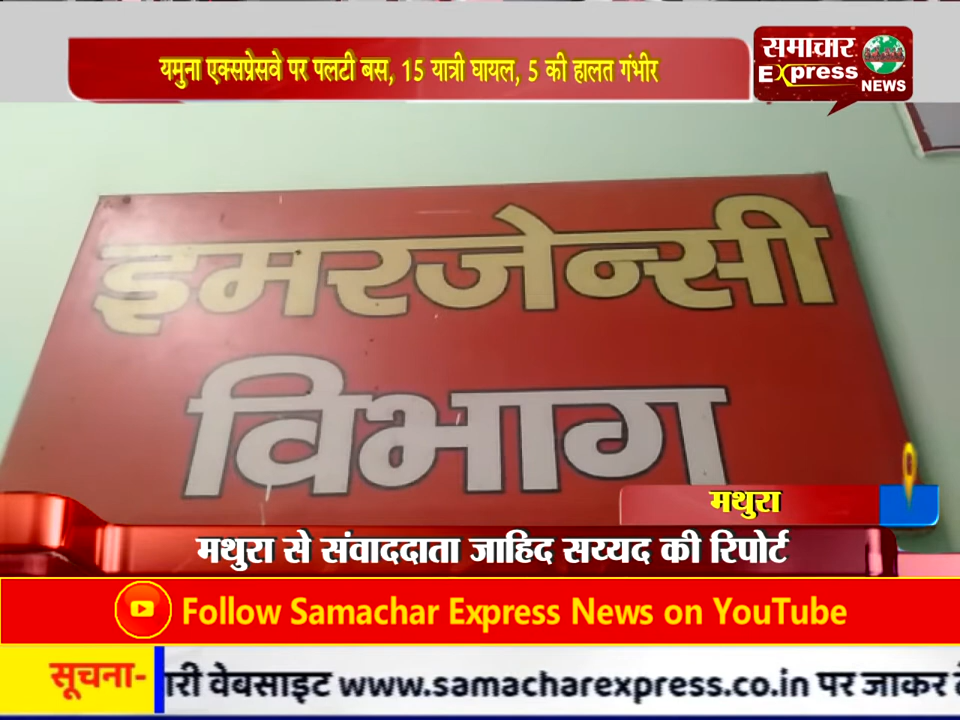 यमुना एक्सप्रेसवे पर पलटी बस, 15 यात्री घायल, 5 की हालत गंभीर
समाचार
Express
NEWS
इमरजेन्सी
विभाग
मथुरा
मथुरा से संवाददाता जाहिद सय्यद की रिपोर्ट
Follow Samachar Express News on YouTube
सूचना- वेबसाइट www.samacharexpress.co.in पर जाकर